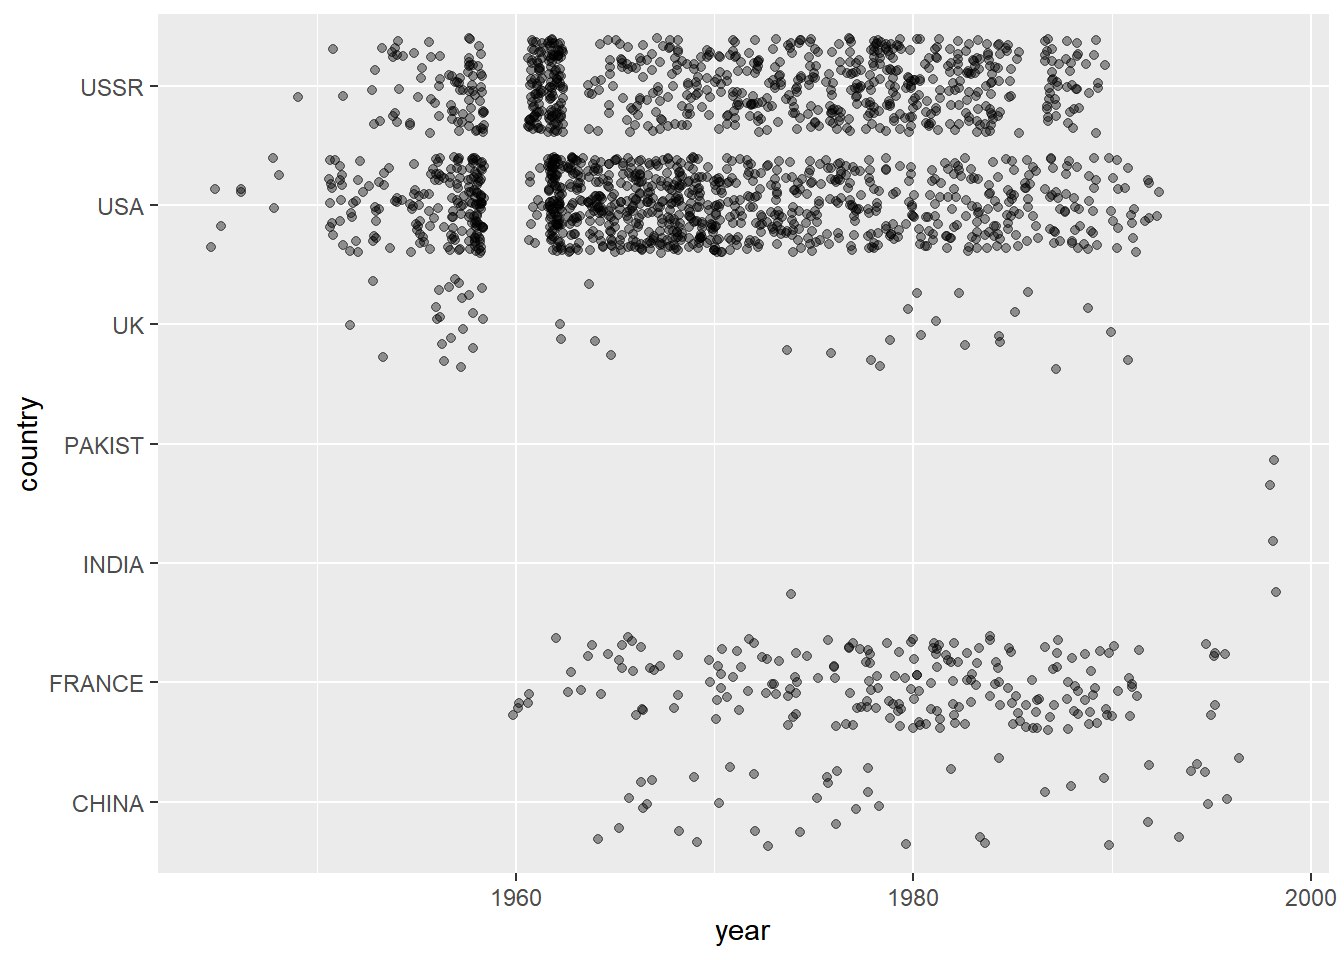 USSR
USA
UK
PAKIST
INDIA
FRANCE
CHINA
country
1960
1980
2000
year